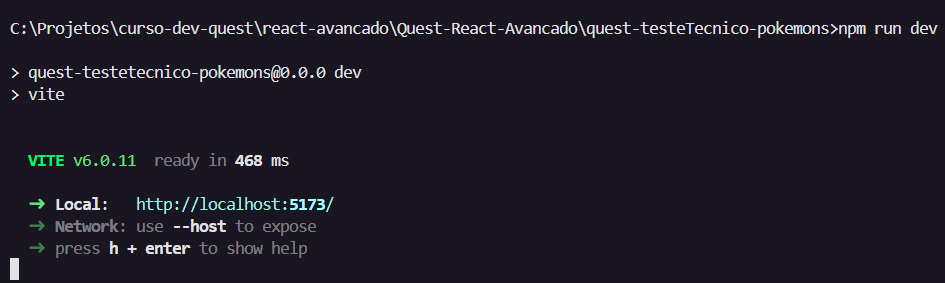 C:\Projetos\curso-dev-quest\react-avancado\Quest-React-Avancado\quest-testeTecnico-pokemons>npm run dev
> quest-testetecnico-pokemons@0.0.0 dev
> vite
VITE v6.0.11 ready in 468 ms
➜ Local: http://localhost:5173/
➜ Network: use --host to expose
➜ press h + enter to show help